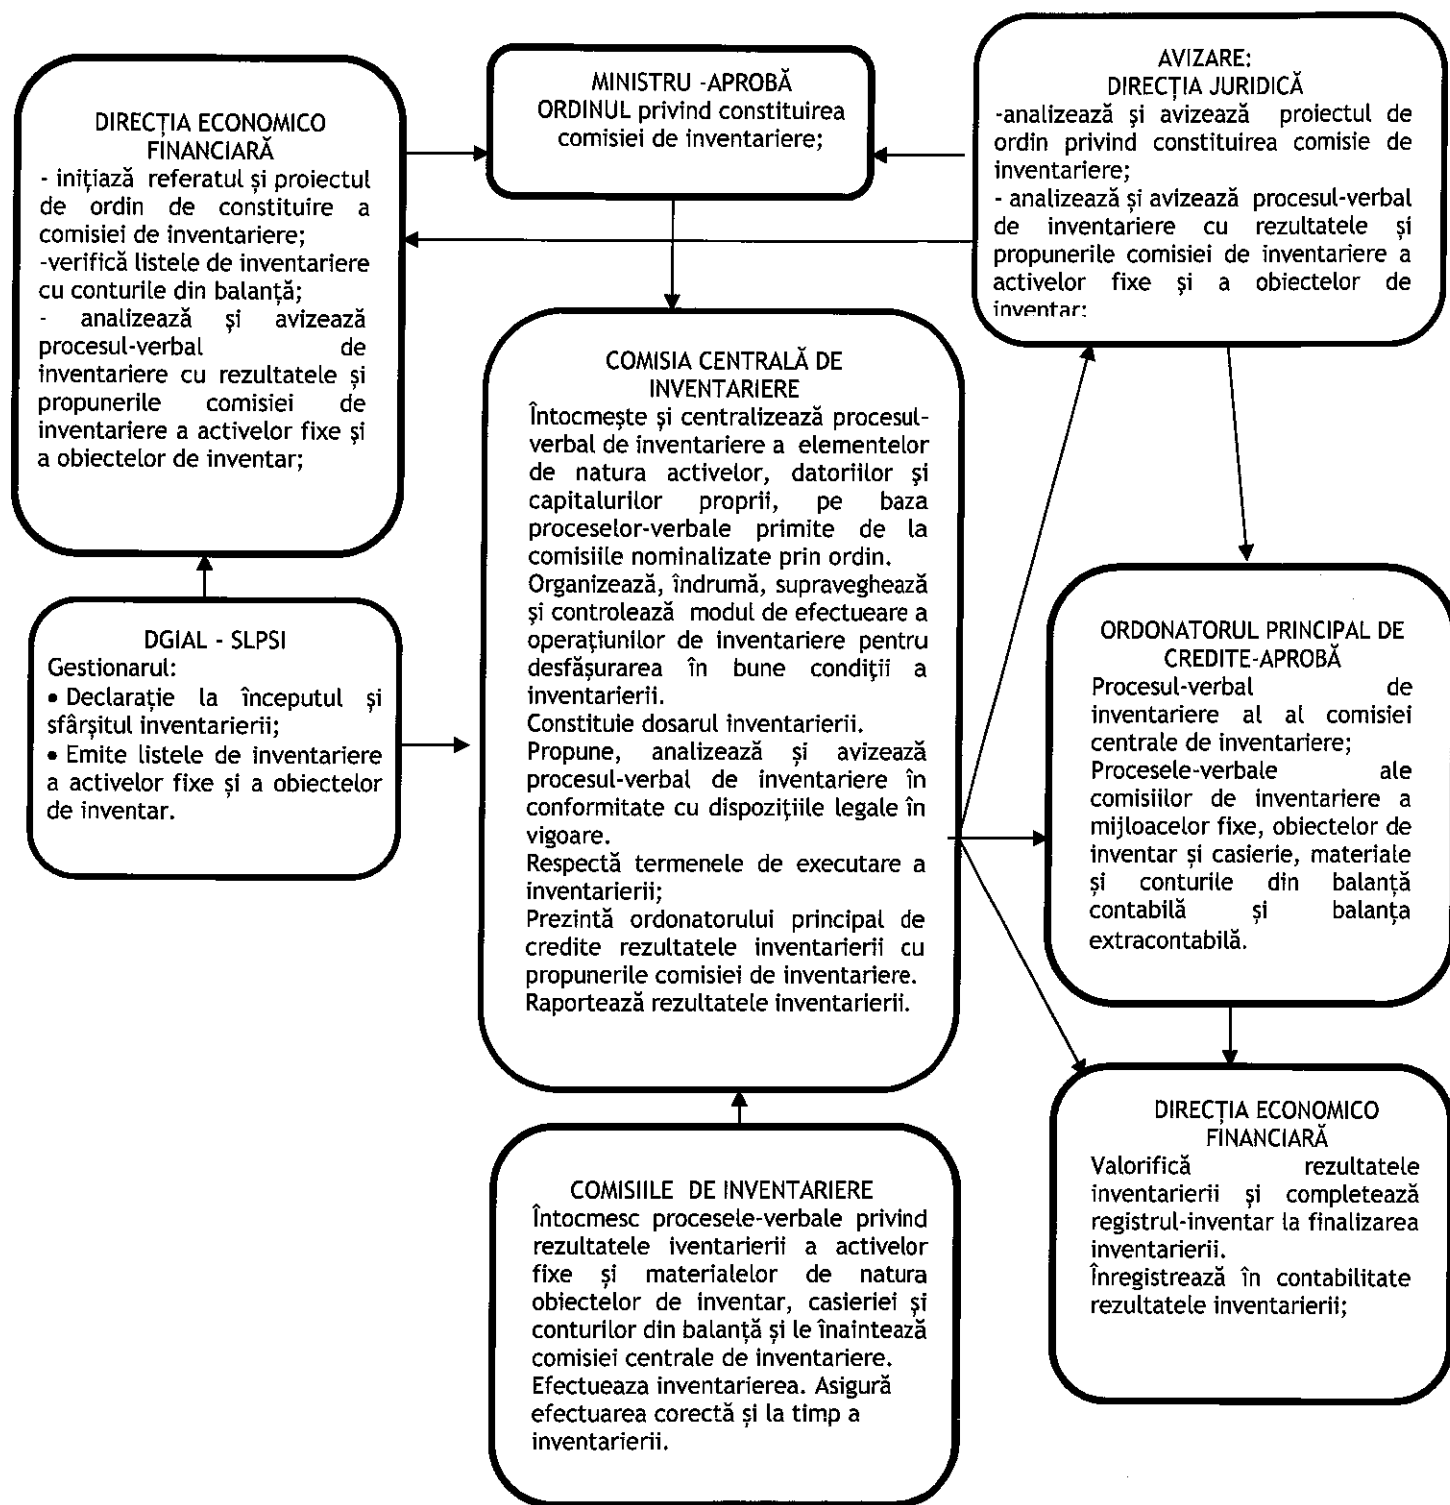 DIRECȚIA ECONOMICO
FINANCIARĂ
- inițiază referatul și proiectul
de ordin de constituire a
comisiei de inventariere;
-verifică listele de inventariere
cu conturile din balanță;
- analizează și avizează
procesul-verbal de
inventariere cu rezultatele și
propunerile comisiei de
inventariere a activelor fixe și
a obiectelor de inventar;
MINISTRU -APROBĂ
ORDINUL privind constituirea
comisiei de inventariere;
AVIZARE:
DIRECȚIA JURIDICĂ
-analizează și avizează proiectul de
ordin privind constituirea comisie de
inventariere;
- analizează și avizează procesul-verbal
de inventariere cu rezultatele și
propunerile comisiei de inventariere a
activelor fixe și a obiectelor de
inventar;
DGIAL - SLPSI
Gestionarul:
• Declarație la începutul și
sfârșitul inventarierii;
• Emite listele de inventariere
a activelor fixe și a obiectelor
de inventar.
COMISIA CENTRALĂ DE
INVENTARIERE
Întocmește și centralizează procesul-
verbal de inventariere a elementelor
de natura activelor, datoriilor și
capitalurilor proprii, pe baza
proceselor-verbale primite de la
comisiile nominalizate prin ordin.
Organizează, îndrumă, supraveghează
și controlează modul de efectueare a
operațiunilor de inventariere pentru
desfășurarea în bune condiții a
inventarierii.
Constituie dosarul inventarierii.
Propune, analizează și avizează
procesul-verbal de inventariere în
conformitate cu dispozițiile legale în
vigoare.
Respectă termenele de executare a
inventarierii;
Prezintă ordonatorului principal de
credite rezultatele inventarierii cu
propunerile comisiei de inventariere.
Raportează rezultatele inventarierii.
ORDONATORUL PRINCIPAL DE
CREDITE-APROBĂ
Procesul-verbal de
inventariere al al comisiei
centrale de inventariere;
Procesele-verbale ale
comisiilor de inventariere a
mijloacelor fixe, obiectelor de
inventar și casierie, materiale
și conturile din balanță
contabilă și balanța
extracontabilă.
COMISIILE DE INVENTARIERE
Întocmesc procesele-verbale privind
rezultatele iventarierii a activelor
fixe și materialelor de natura
obiectelor de inventar, casieriei și
conturilor din balanță și le înaintează
comisiei centrale de inventariere.
Efectueaza inventarierea. Asigură
efectuarea corectă și la timp a
inventarierii.
DIRECȚIA ECONOMICO
FINANCIARĂ
Valorifică rezultatele
inventarierii și completează
registrul-inventar la finalizarea
inventarierii.
Înregistrează în contabilitate
rezultatele inventarierii;